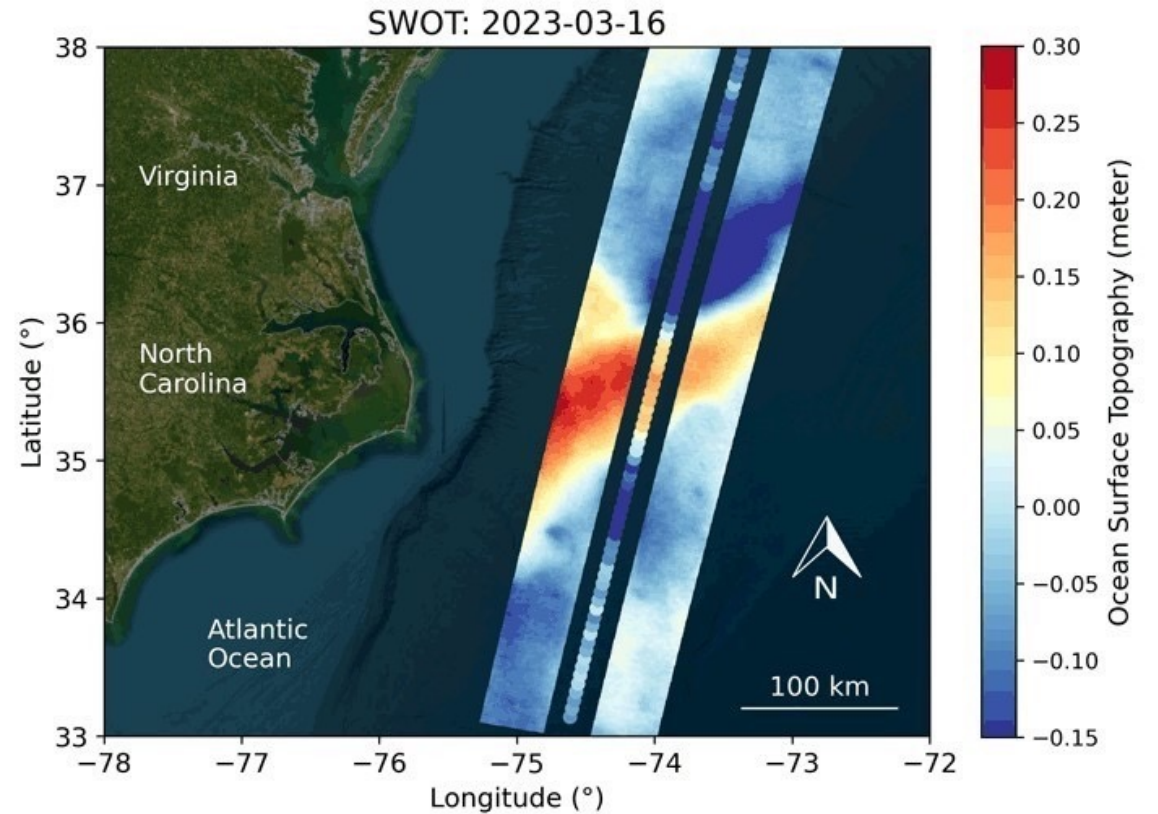 SWOT: 2023-03-16
38
37
36
35
34
33
Latitude (°)
Virginia
North
Carolina
Atlantic
Ocean
N
100 km
−78
−77
−76
−75
−74
−73
−72
Longitude (°)
0.30
0.25
0.20
0.15
0.10
0.05
0.00
−0.05
−0.10
−0.15
Ocean Surface Topography (meter)